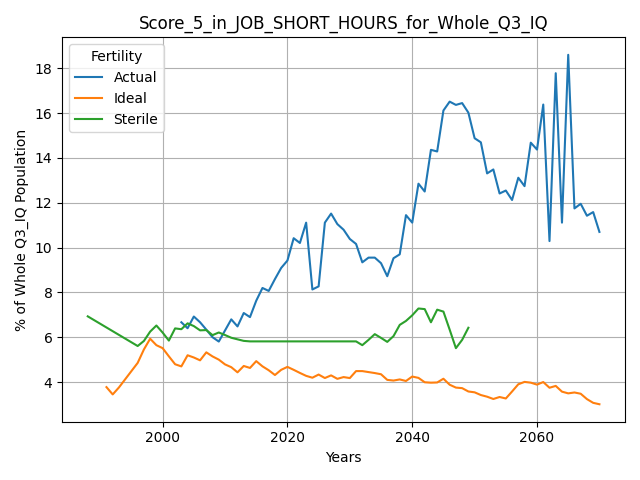 Score_5_in_JOB_SHORT_HOURS_for_Whole_Q3_IQ
Fertility
Actual
Ideal
Sterile
% of Whole Q3_IQ Population
18
16
14
12
10
8
6
4
2000
2020
2040
2060
Years